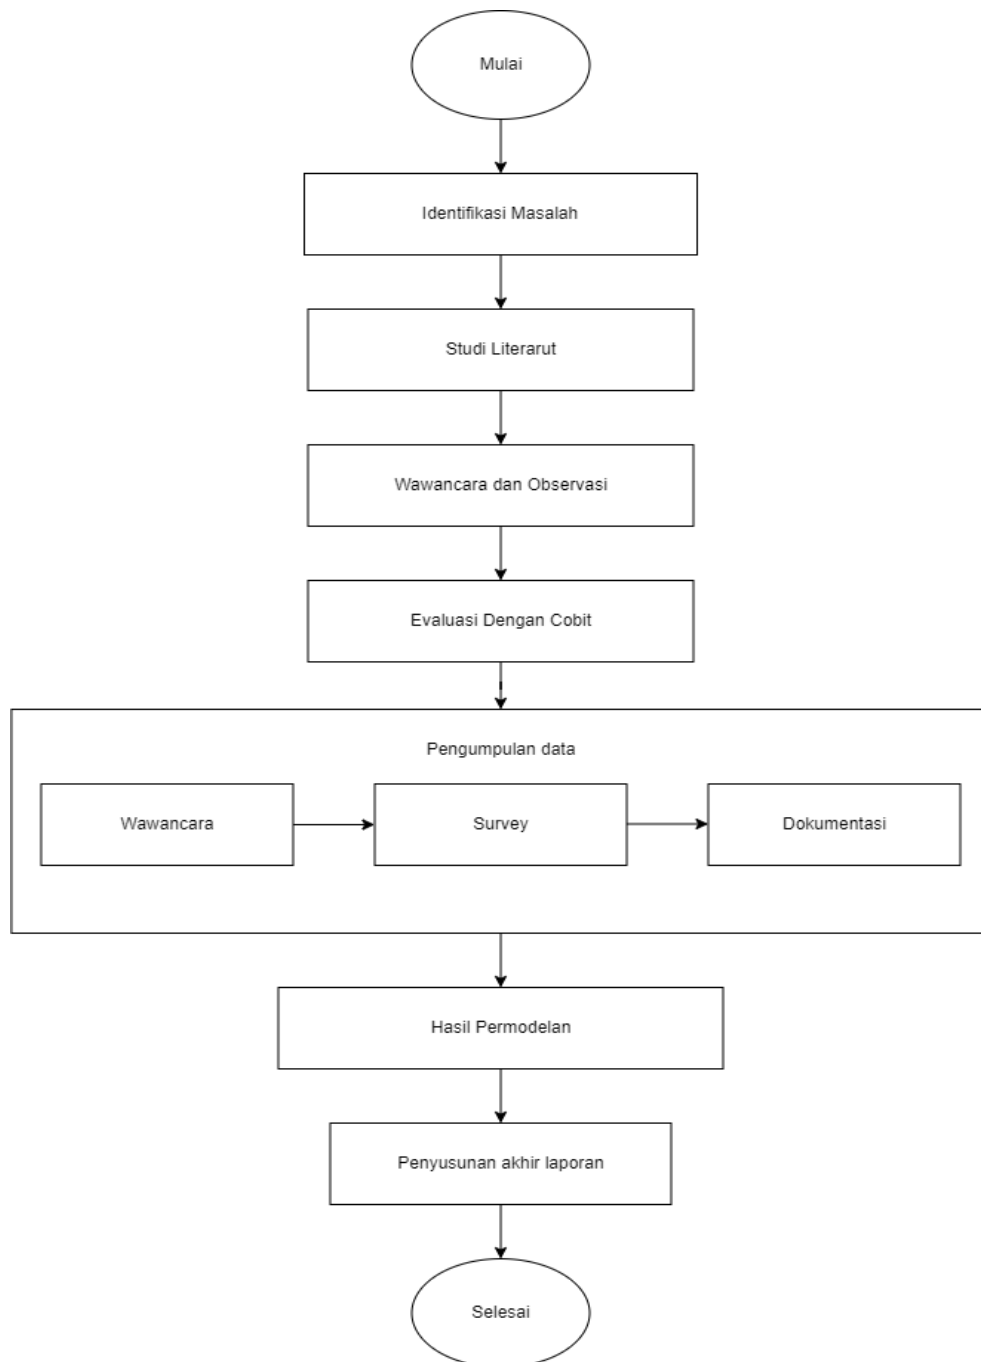 Mulai
Identifikasi Masalah
Studi Literarut
Wawancara dan Observasi
Evaluasi Dengan Cobit
Pengumpulan data
Wawancara
Survey
Dokumentasi
Hasil Permodelan
Penyusunan akhir laporan
Selesai